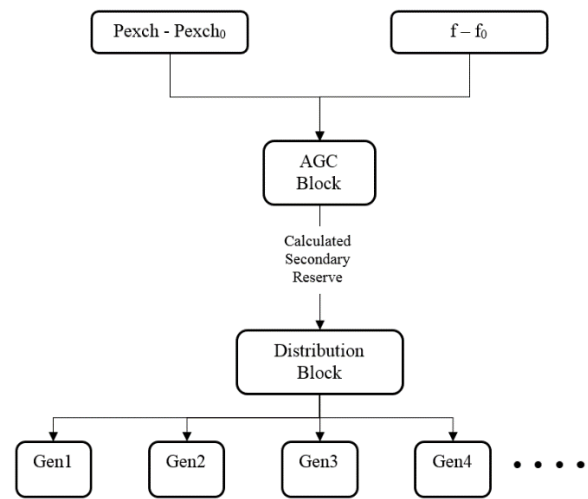 Pexch - Pexch₀
f – f₀
AGC
Block
Calculated
Secondary
Reserve
Distribution
Block
Gen1
Gen2
Gen3
Gen4